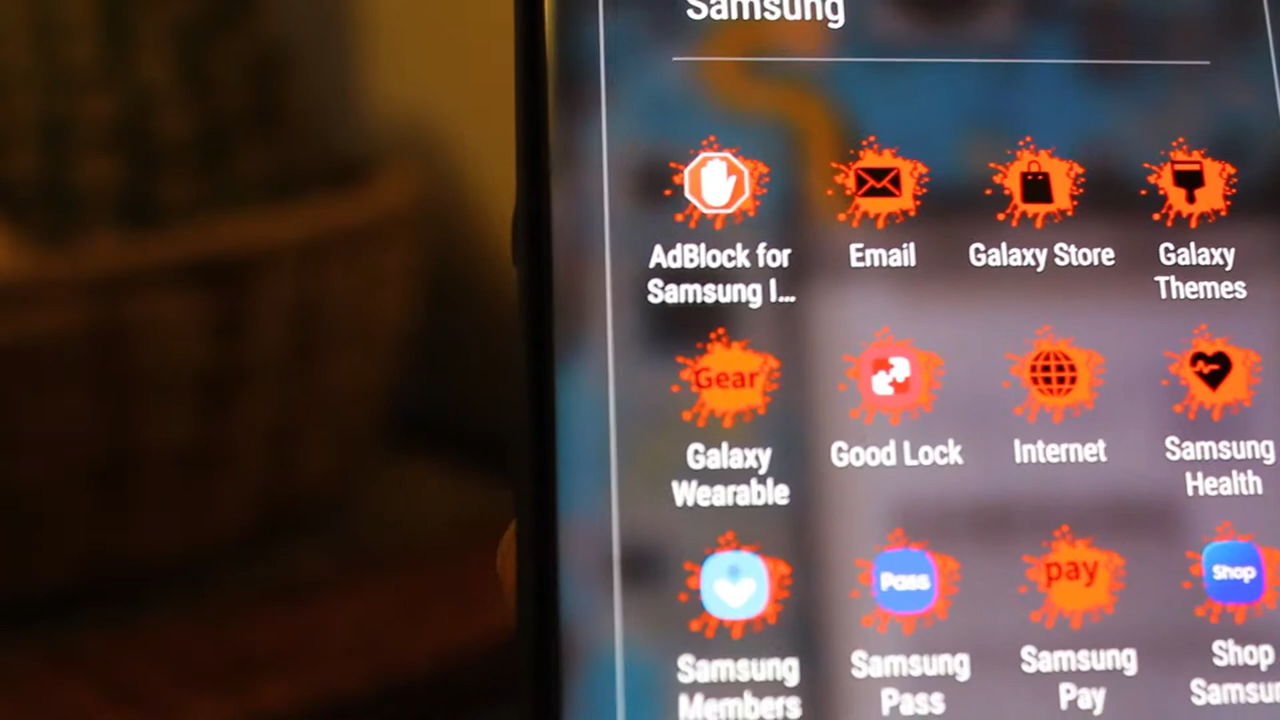 Samsung
AdBlock for
Samsung I...
Email
Galaxy Store
Galaxy
Themes
Gear
Galaxy
Wearable
Good Lock
Internet
Samsung
Health
Samsung
Members
Pass
Samsung
Pass
pay
Samsung
Pay
Shop
Shop
Samsun